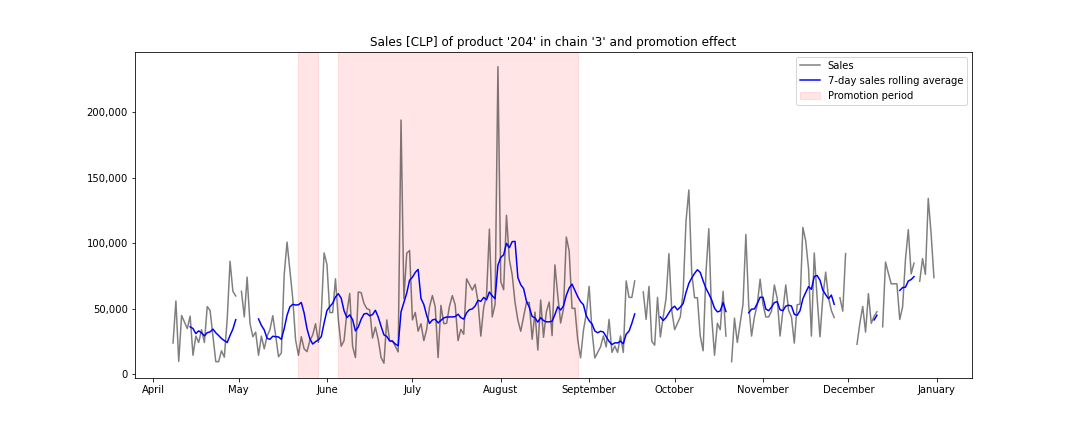 Sales [CLP] of product '204' in chain '3' and promotion effect
Sales
7-day sales rolling average
Promotion period
200,000
150,000
100,000
50,000
0
April May June July August September October November December January